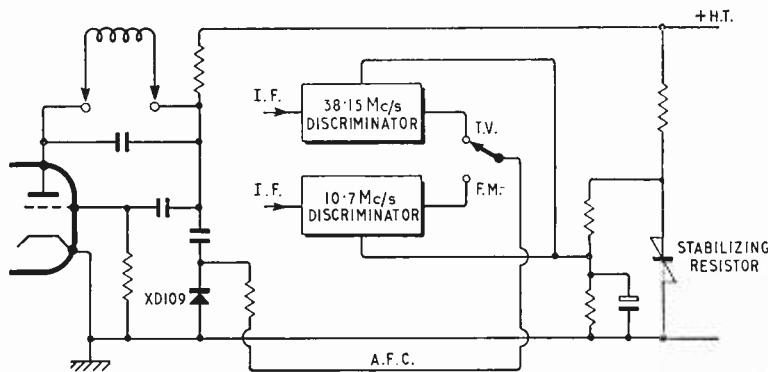 + H.T.
I.F.
38·15 Mc/s
DISCRIMINATOR
T.V.
I.F.
10·7 Mc/s
DISCRIMINATOR
F.M.
STABILIZING
RESISTOR
XD109
A.F.C.